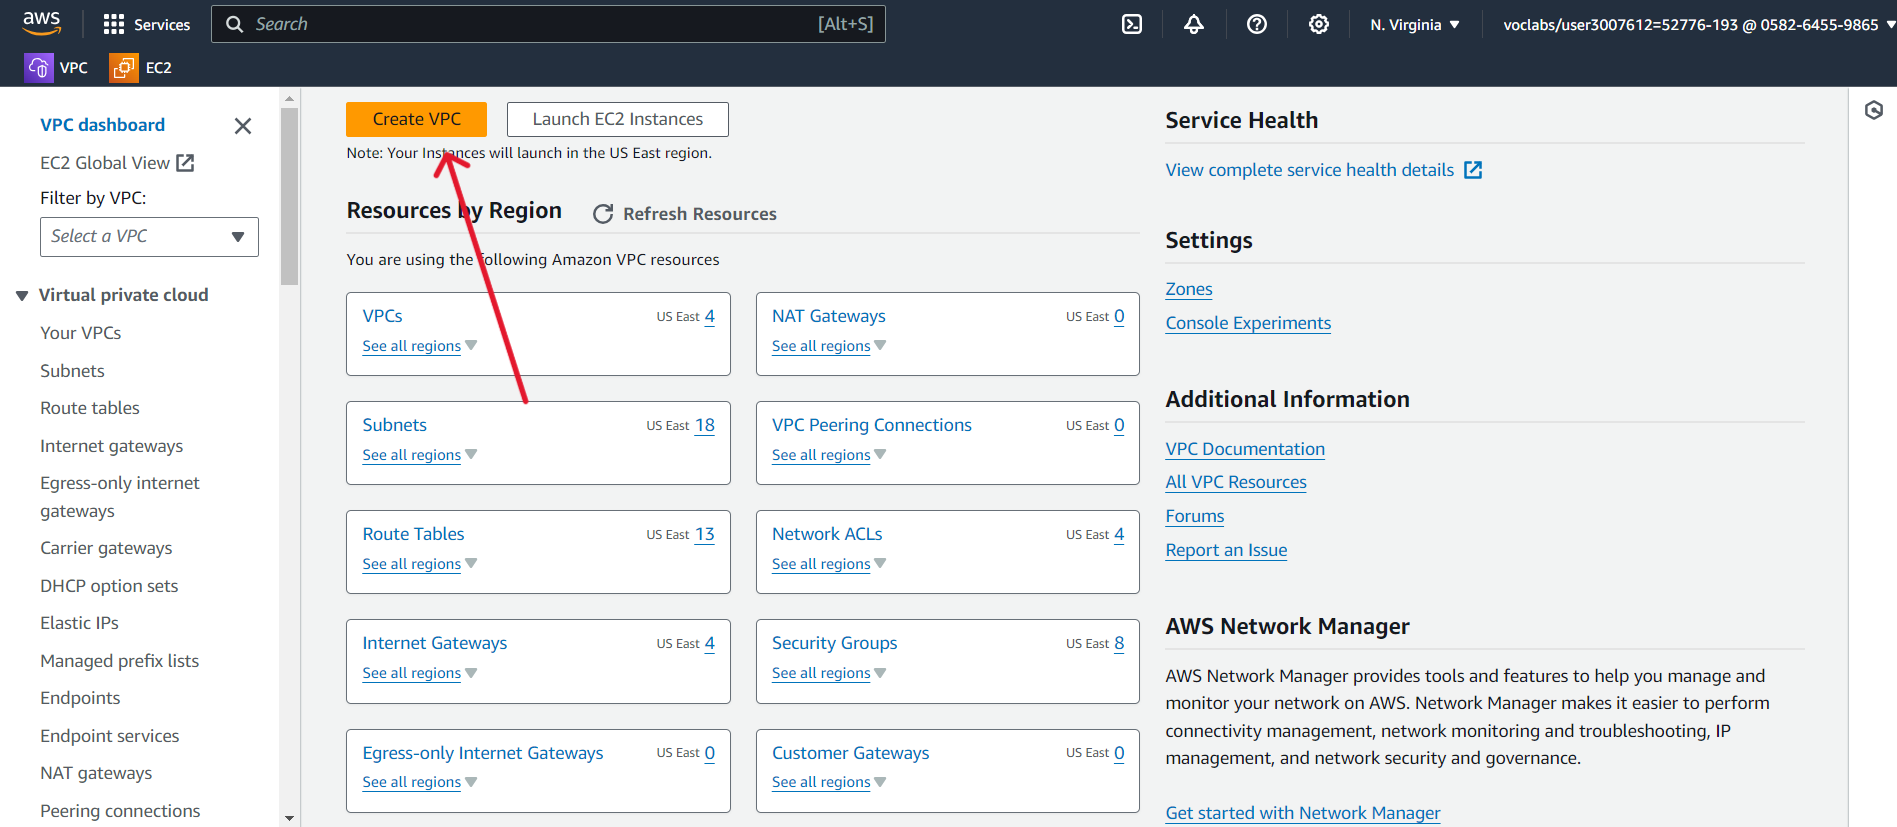 aws
Services
Search
[Alt+S]
N. Virginia
voclabs/user3007612=52776-193 @ 0582-6455-9865
VPC
EC2
VPC dashboard
EC2 Global View
Filter by VPC:
Select a VPC
Virtual private cloud
Your VPCs
Subnets
Route tables
Internet gateways
Egress-only internet
gateways
Carrier gateways
DHCP option sets
Elastic IPs
Managed prefix lists
Endpoints
Endpoint services
NAT gateways
Peering connections
Create VPC
Launch EC2 Instances
Note: Your Instances will launch in the US East region.
Resources by Region
Refresh Resources
You are using the following Amazon VPC resources
VPCs
US East 4
See all regions
NAT Gateways
US East 0
See all regions
Subnets
US East 18
See all regions
VPC Peering Connections
US East 0
See all regions
Route Tables
US East 13
See all regions
Network ACLs
US East 4
See all regions
Internet Gateways
US East 4
See all regions
Security Groups
US East 8
See all regions
Egress-only Internet Gateways
US East 0
See all regions
Customer Gateways
US East 0
See all regions
Service Health
View complete service health details
Settings
Zones
Console Experiments
Additional Information
VPC Documentation
All VPC Resources
Forums
Report an Issue
AWS Network Manager
AWS Network Manager provides tools and features to help you manage and
monitor your network on AWS. Network Manager makes it easier to perform
connectivity management, network monitoring and troubleshooting, IP
management, and network security and governance.
Get started with Network Manager